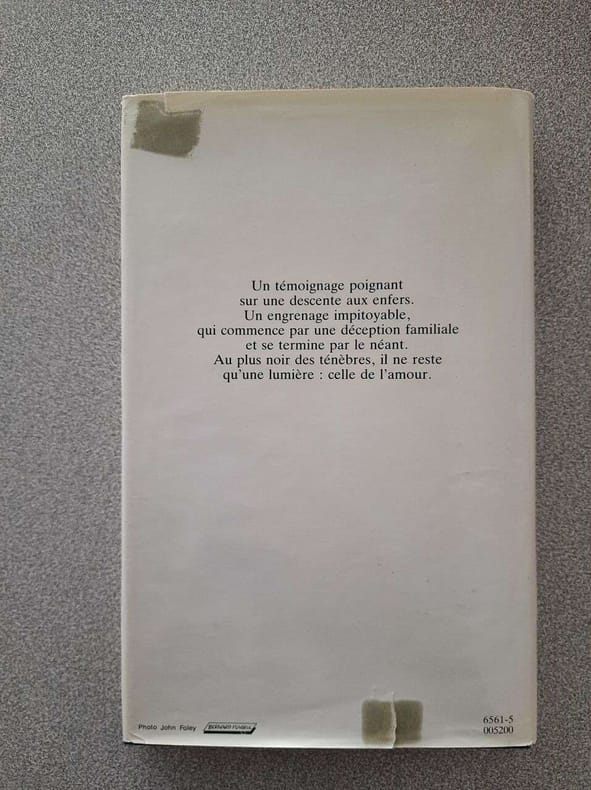 Un témoignage poignant
sur une descente aux enfers.
Un engrenage impitoyable,
qui commence par une déception familiale
et se termine par le néant.
Au plus noir des ténèbres, il ne reste
qu'une lumière : celle de l'amour.
Photo John Foley
6561-5
005200